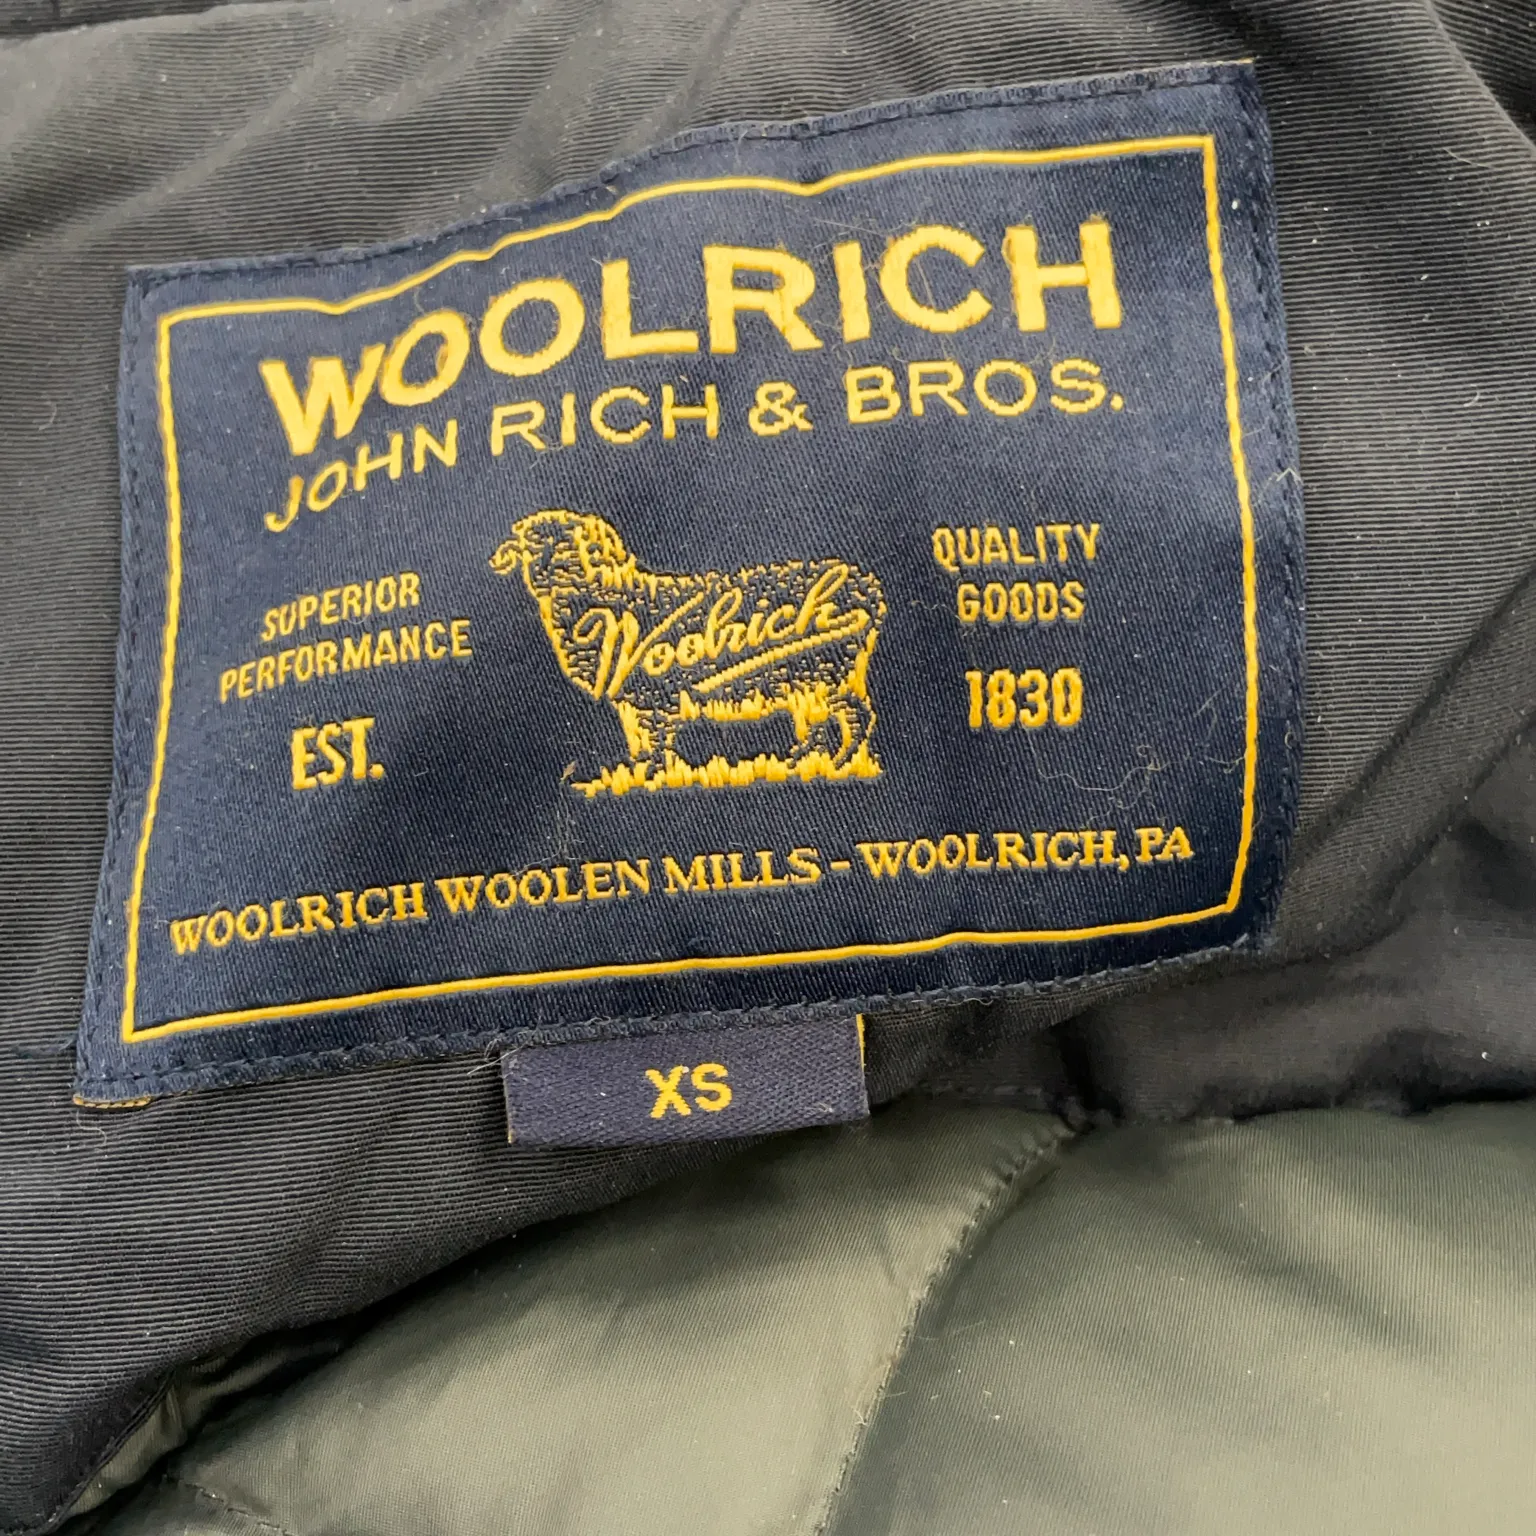 WOOLRICH
JOHN RICH & BROS.
SUPERIOR
PERFORMANCE
EST.
Woolrich
QUALITY
GOODS
1830
WOOLRICH WOOLEN MILLS - WOOLRICH, PA
XS